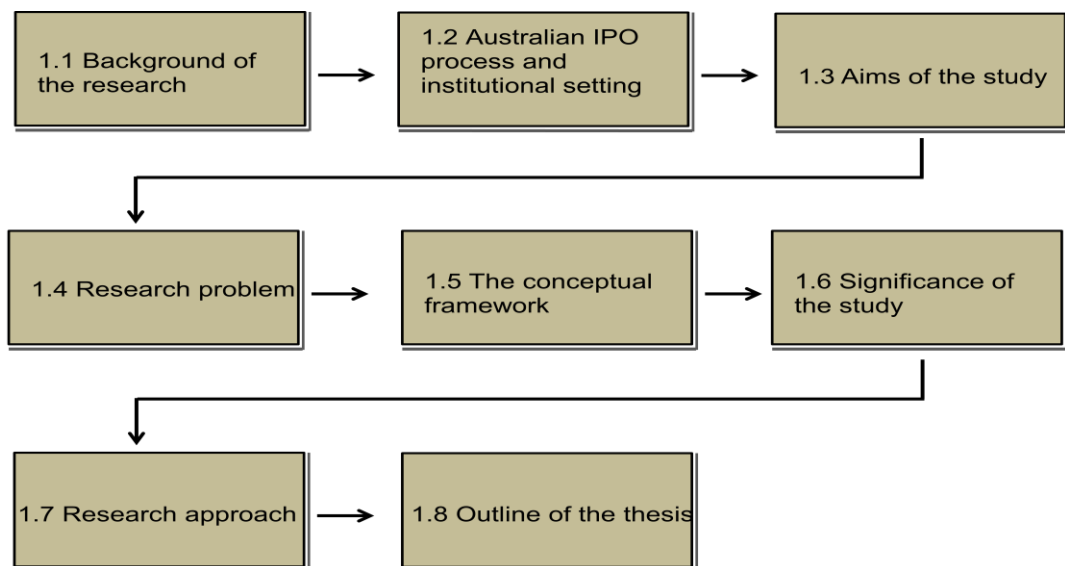 1.1 Background of
the research
1.2 Australian IPO
process and
institutional setting
1.3 Aims of the study
1.4 Research problem
1.5 The conceptual
framework
1.6 Significance of
the study
1.7 Research approach
1.8 Outline of the thesis